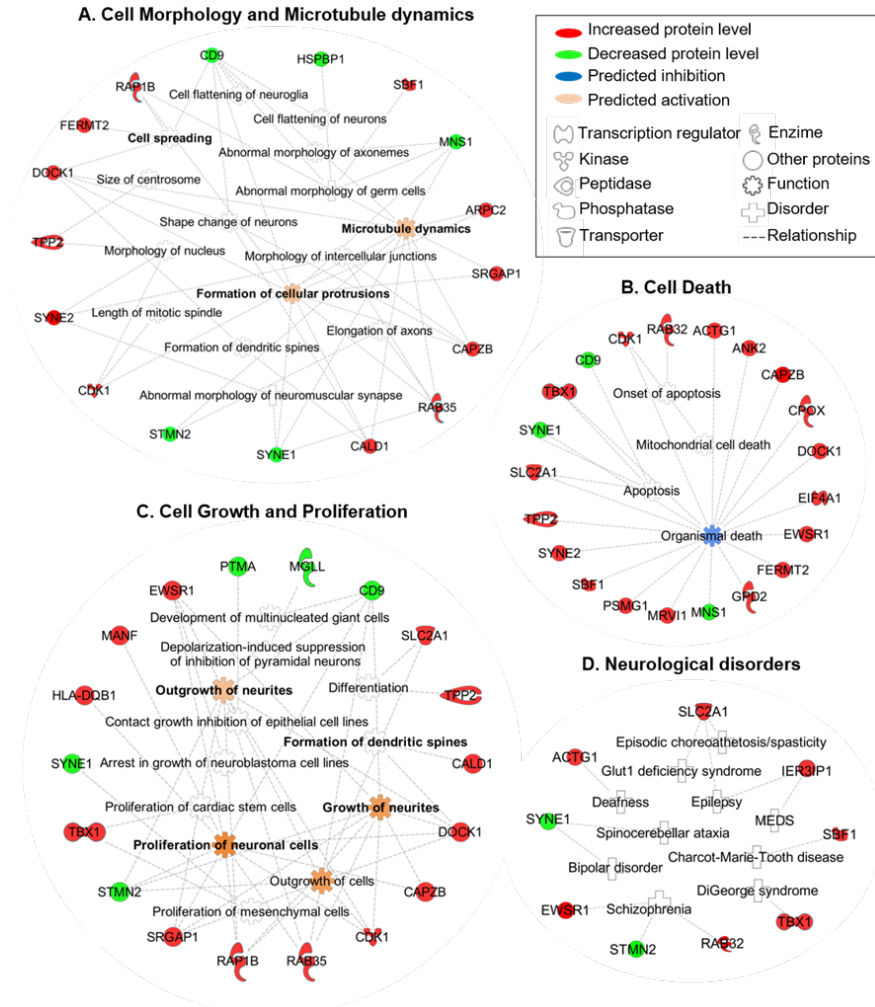 A. Cell Morphology and Microtubule dynamics
CD9
HSPBP1
RAP1B
SBF1
Cell flattening of neuroglia
FERMT2
Cell flattening of neurons
Cell spreading
MNS1
Abnormal morphology of axonemes
DOCK1
Size of centrosome
Abnormal morphology of germ cells
ARPC2
Shape change of neurons
Microtubule dynamics
TPP2
Morphology of nucleus
Morphology of intercellular junctions
SRGAP1
Formation of cellular protrusions
SYNE2
Length of mitotic spindle
Elongation of axons
Formation of dendritic spines
CAPZB
CDK1
Abnormal morphology of neuromuscular synapse
RAB35
STMN2
SYNE1
CALD1
Increased protein level
Decreased protein level
Predicted inhibition
Predicted activation
Transcription regulator
Enzime
Kinase
Other proteins
Peptidase
Function
Phosphatase
Disorder
Transporter
Relationship
B. Cell Death
RAB32
ACTG1
CDK1
ANK2
CD9
CAPZB
TBX1
Onset of apoptosis
CPOX
SYNE1
Mitochondrial cell death
DOCK1
SLC2A1
Apoptosis
EIF4A1
TPP2
Organismal death
EWSR1
SYNE2
FERMT2
SBF1
GPD2
PSMG1
MRVI1
MNS1
C. Cell Growth and Proliferation
PTMA
MGLL
EWSR1
CD9
Development of multinucleated giant cells
MANF
SLC2A1
Depolarization-induced suppression
of inhibition of pyramidal neurons
Outgrowth of neurites
Differentiation
TPP2
HLA-DQB1
Contact growth inhibition of epithelial cell lines
Formation of dendritic spines
SYNE1
Arrest in growth of neuroblastoma cell lines
CALD1
Proliferation of cardiac stem cells
Growth of neurites
TBX1
Proliferation of neuronal cells
DOCK1
Outgrowth of cells
STMN2
CAPZB
Proliferation of mesenchymal cells
SRGAP1
CDK1
RAP1B
RAB35
D. Neurological disorders
SLC2A1
Episodic choreoathetosis/spasticity
ACTG1
Glut1 deficiency syndrome
IER3IP1
Deafness
Epilepsy
SYNE1
MEDS
Spinocerebellar ataxia
SBF1
Bipolar disorder
Charcot-Marie-Tooth disease
DiGeorge syndrome
EWSR1
Schizophrenia
TBX1
STMN2
RAB32